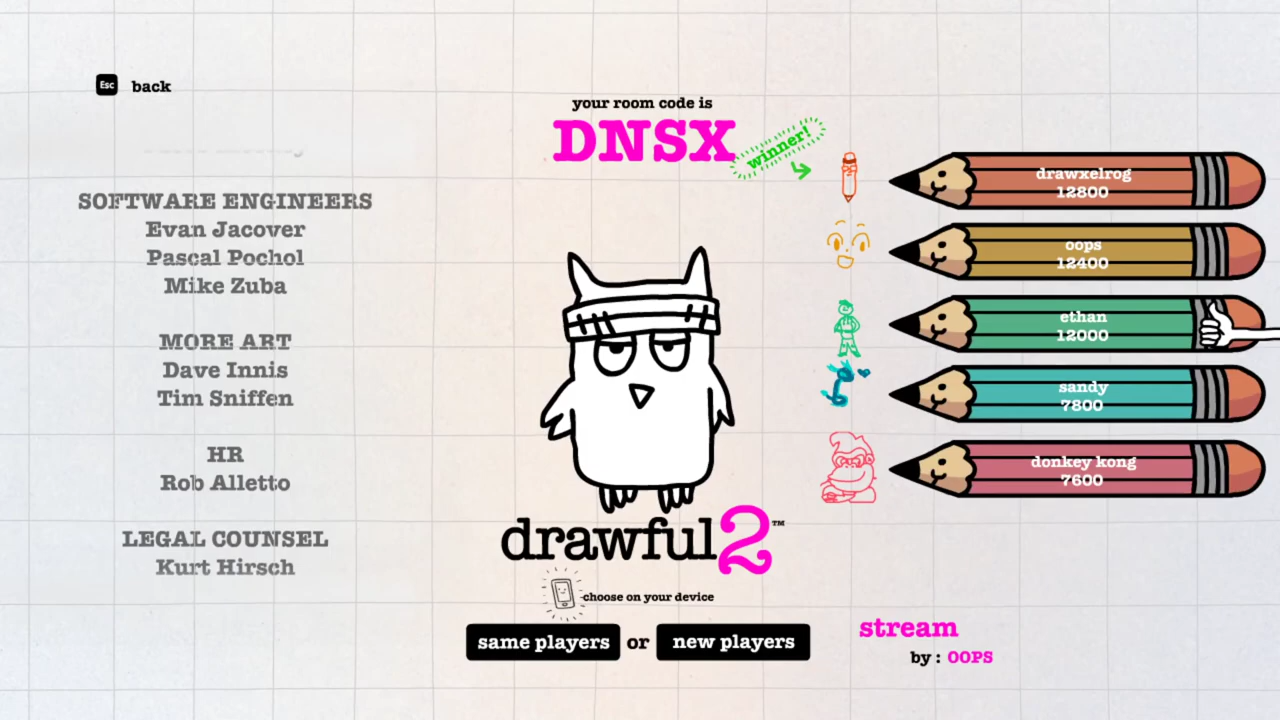 Esc back
your room code is
DNSX
winner!
SOFTWARE ENGINEERS
Evan Jacover
Pascal Pochol
Mike Zuba
MORE ART
Dave Innis
Tim Sniffen
HR
Rob Alletto
LEGAL COUNSEL
Kurt Hirsch
drawful 2™
choose on your device
same players or new players
drawxelrog
12800
oops
12400
ethan
12000
sandy
7800
donkey kong
7600
stream
by : OOPS